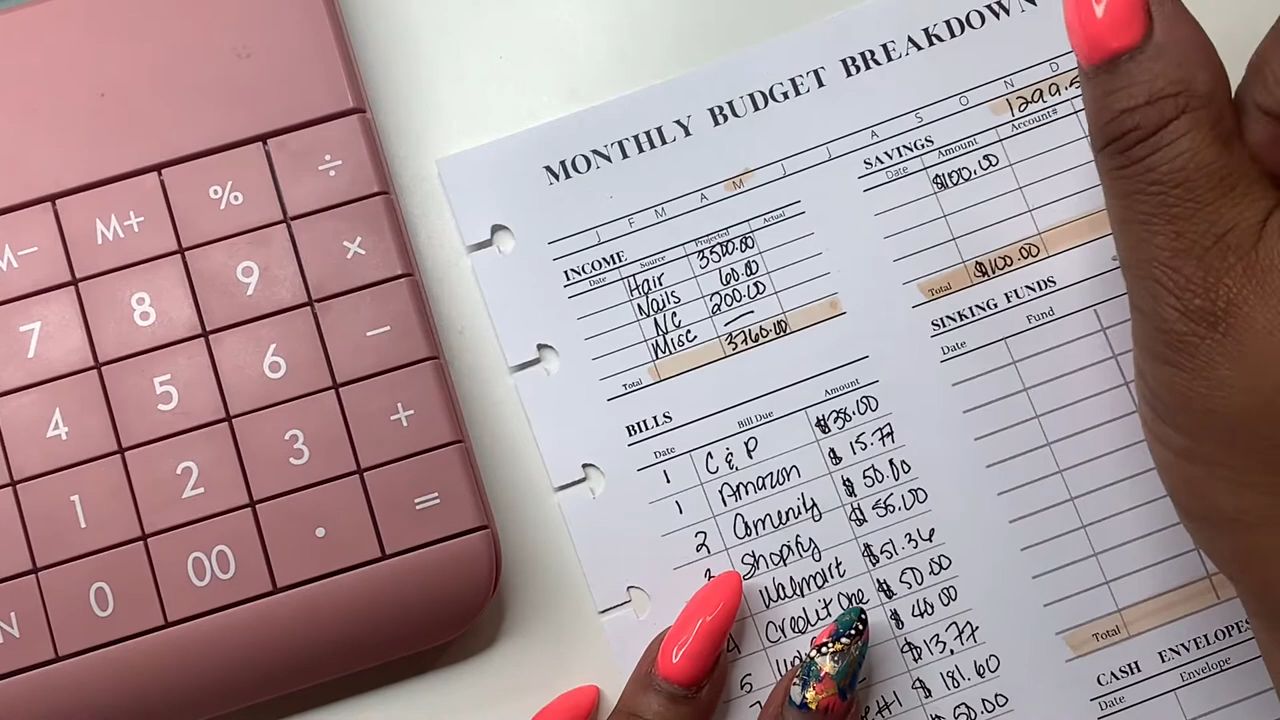 MONTHLY BUDGET BREAKDOWN
J F M A M J J A S O N D
INCOME
Date Source Projected Actual
Hair 3500.00
Nails 60.00
NC 200.00
Misc —
Total 3760.00
BILLS
Date Bill Due Amount
1 C & P
1 Amazon $15.77
2 Comenity $50.00
Shopify $55.00
Walmart $51.36
4 Credit One $50.00
5 $40.00
$13.77
#1 $181.60
50.00
1299.5
SAVINGS
Date Amount Account#
$100.00
Total $100.00
SINKING FUNDS
Date Fund
Total
CASH ENVELOPES
Date Envelope
M− M+ % ÷
7 8 9 ×
4 5 6 −
1 2 3 +
N 0 00 . =